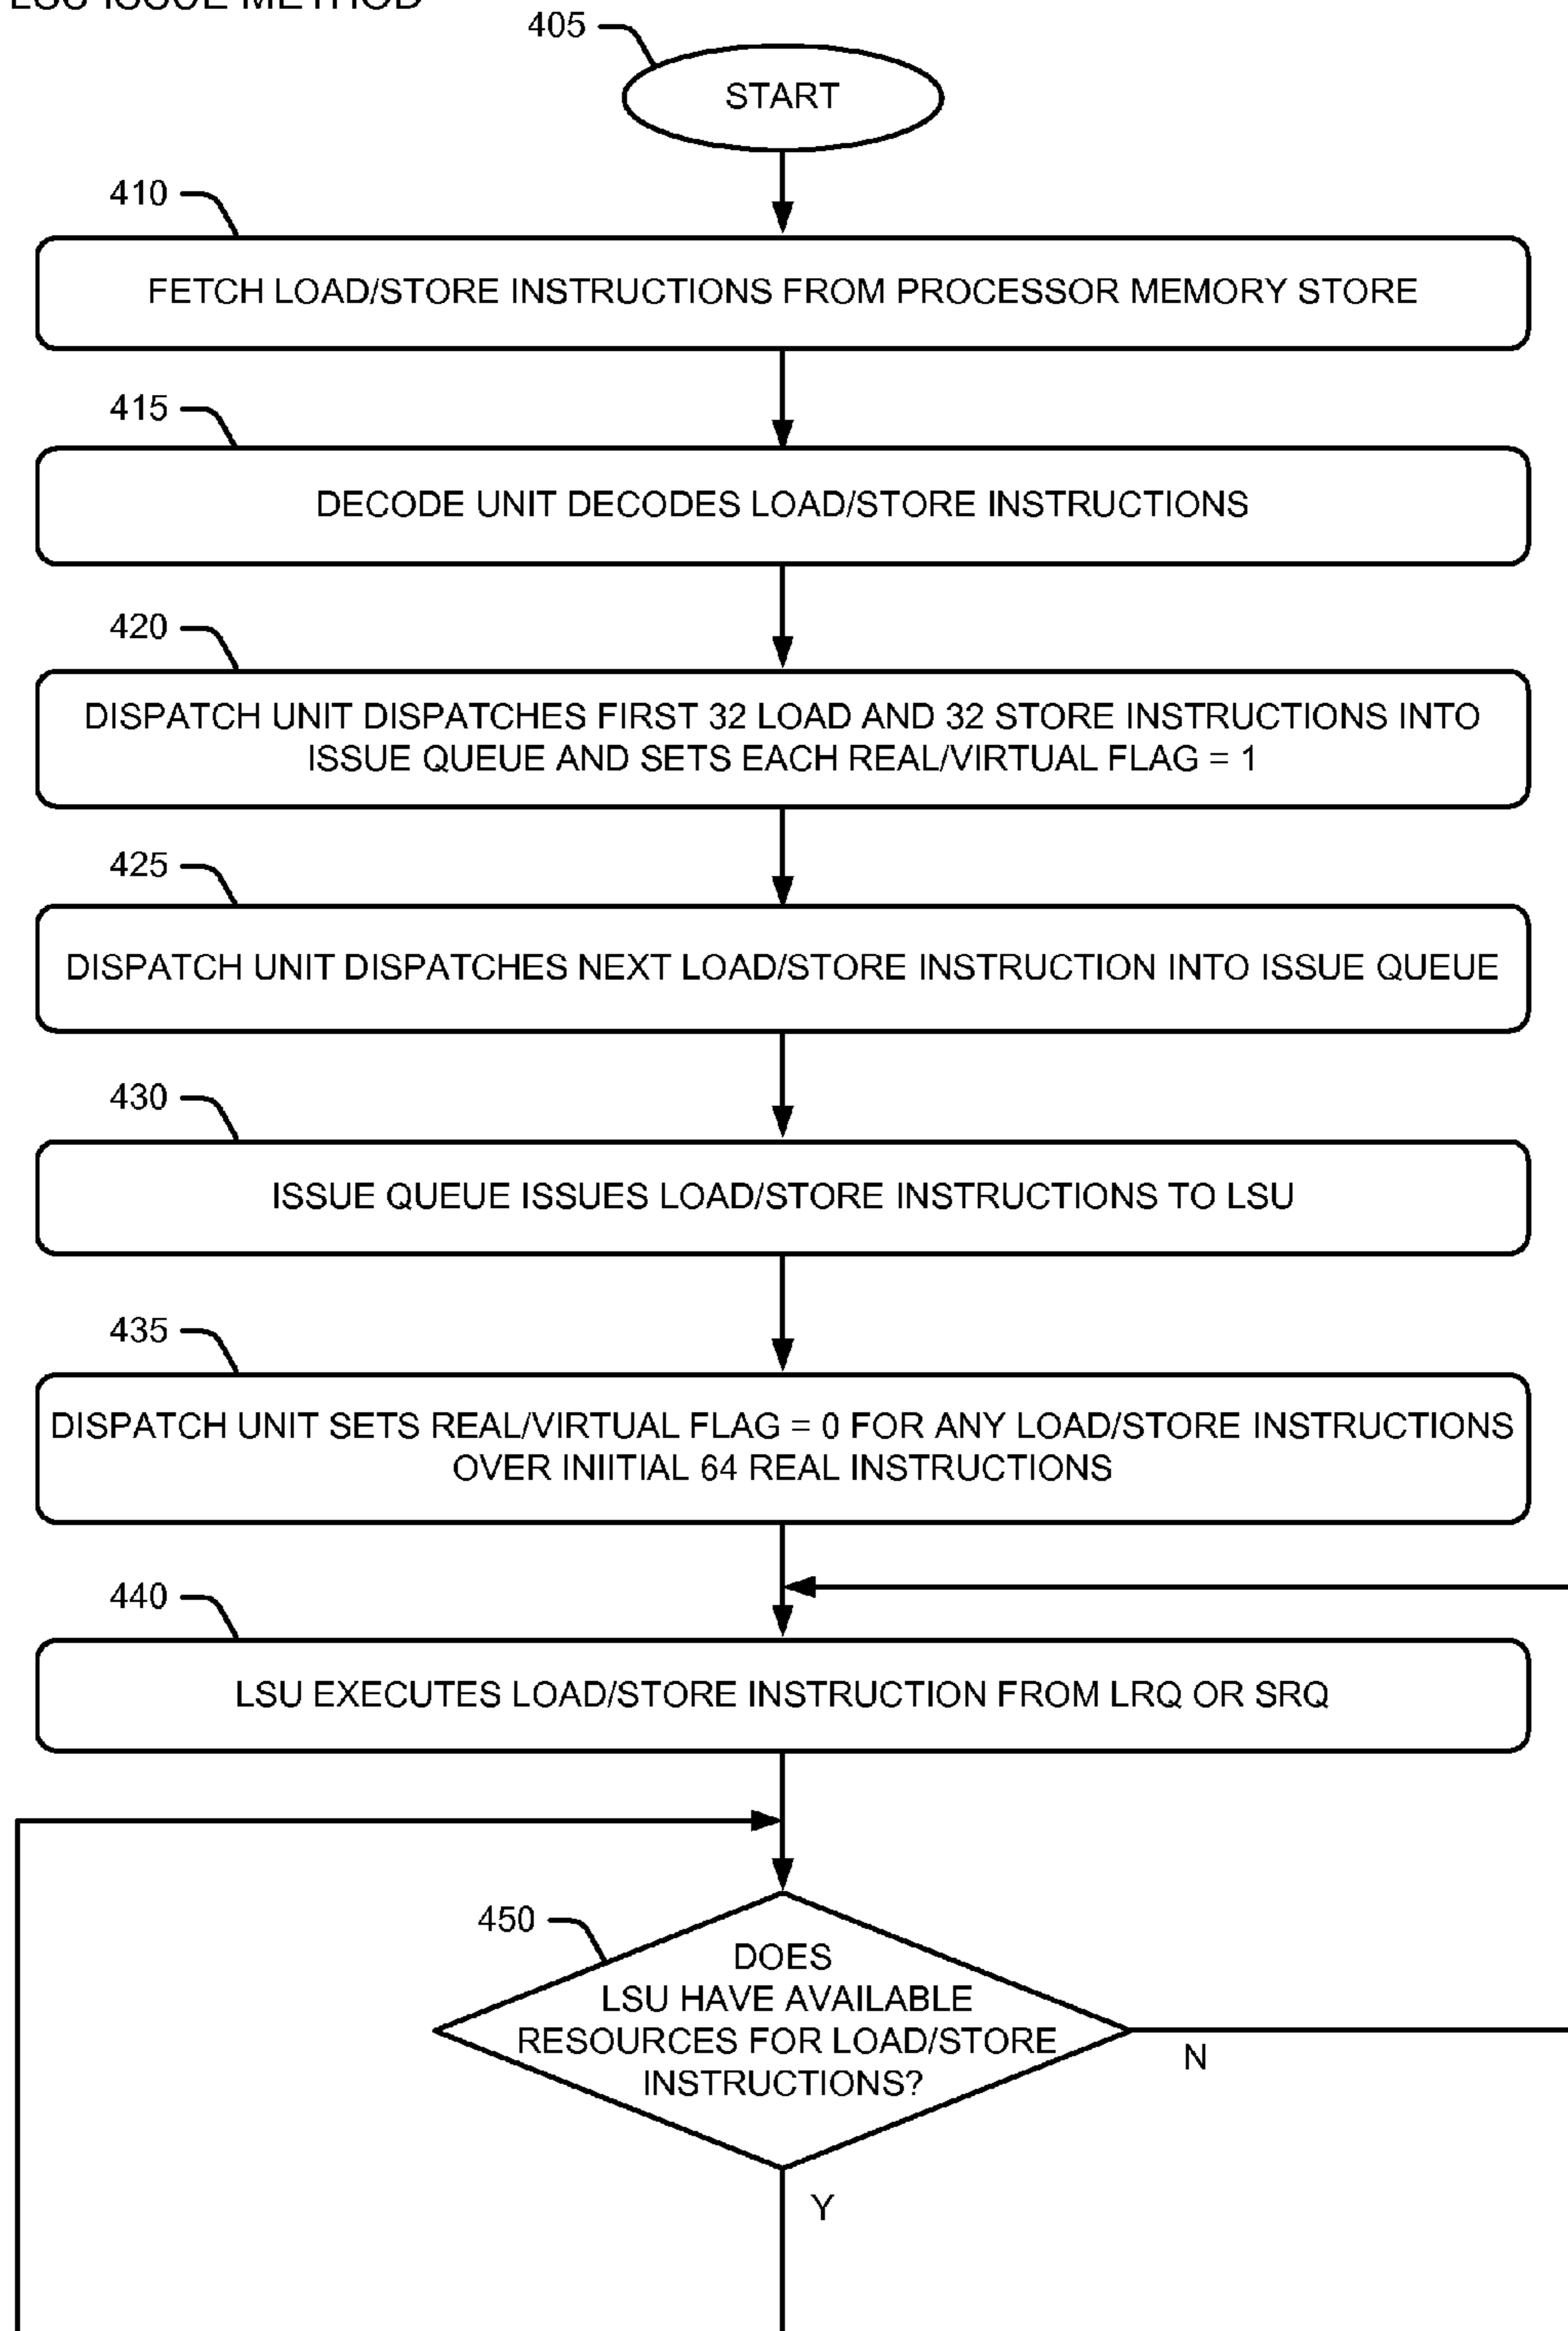 LSU ISSUE METHOD
405
START
410
FETCH LOAD/STORE INSTRUCTIONS FROM PROCESSOR MEMORY STORE
415
DECODE UNIT DECODES LOAD/STORE INSTRUCTIONS
420
DISPATCH UNIT DISPATCHES FIRST 32 LOAD AND 32 STORE INSTRUCTIONS INTO
ISSUE QUEUE AND SETS EACH REAL/VIRTUAL FLAG = 1
425
DISPATCH UNIT DISPATCHES NEXT LOAD/STORE INSTRUCTION INTO ISSUE QUEUE
430
ISSUE QUEUE ISSUES LOAD/STORE INSTRUCTIONS TO LSU
435
DISPATCH UNIT SETS REAL/VIRTUAL FLAG = 0 FOR ANY LOAD/STORE INSTRUCTIONS
OVER INIITIAL 64 REAL INSTRUCTIONS
440
LSU EXECUTES LOAD/STORE INSTRUCTION FROM LRQ OR SRQ
450
DOES
LSU HAVE AVAILABLE
RESOURCES FOR LOAD/STORE
INSTRUCTIONS?
N
Y